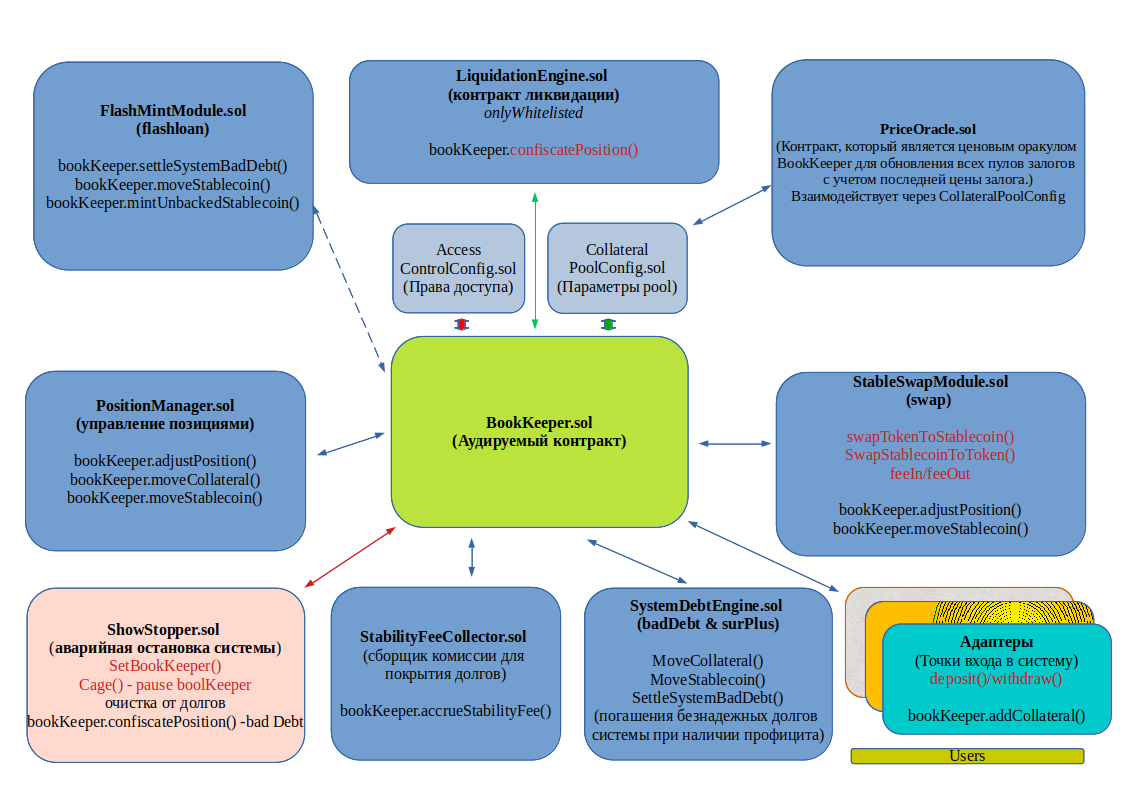 FlashMintModule.sol
(flashloan)
bookKeeper.settleSystemBadDebt()
bookKeeper.moveStablecoin()
bookKeeper.mintUnbackedStablecoin()
LiquidationEngine.sol
(контракт ликвидации)
onlyWhitelisted
bookKeeper.confiscatePosition()
PriceOracle.sol
(Контракт, который является ценовым оракулом
BookKeeper для обновления всех пулов залогов
с учетом последней цены залога.)
Взаимодействует через CollateralPoolConfig
Access
ControlConfig.sol
(Права доступа)
Collateral
PoolConfig.sol
(Параметры pool)
PositionManager.sol
(управление позициями)
bookKeeper.adjustPosition()
bookKeeper.moveCollateral()
bookKeeper.moveStablecoin()
BookKeeper.sol
(Аудируемый контракт)
StableSwapModule.sol
(swap)
swapTokenToStablecoin()
SwapStablecoinToToken()
feeIn/feeOut
bookKeeper.adjustPosition()
bookKeeper.moveStablecoin()
ShowStopper.sol
(аварийная остановка системы)
SetBookKeeper()
Cage() - pause boolKeeper
очистка от долгов
bookKeeper.confiscatePosition() -bad Debt
StabilityFeeCollector.sol
(сборщик комиссии для
покрытия долгов)
bookKeeper.accrueStabilityFee()
SystemDebtEngine.sol
(badDebt & surPlus)
MoveCollateral()
MoveStablecoin()
SettleSystemBadDebt()
(погашения безнадежных долгов
системы при наличии профицита)
Адаптеры
(Точки входа в систему)
deposit()/withdraw()
bookKeeper.addCollateral()
Users